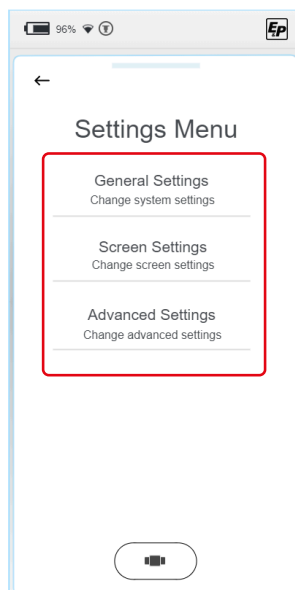 96%
EP
Settings Menu
General Settings
Change system settings
Screen Settings
Change screen settings
Advanced Settings
Change advanced settings